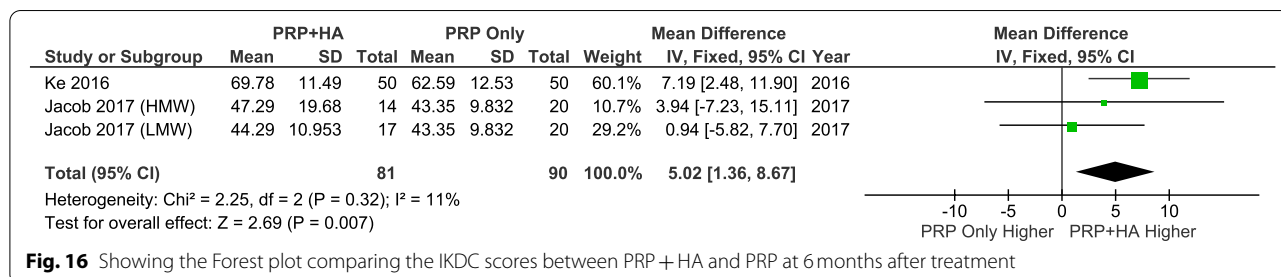 PRP+HA PRP Only Mean Difference Mean Difference
Study or Subgroup Mean SD Total Mean SD Total Weight IV, Fixed, 95% CI Year IV, Fixed, 95% CI
Ke 2016 69.78 11.49 50 62.59 12.53 50 60.1% 7.19 [2.48, 11.90] 2016
Jacob 2017 (HMW) 47.29 19.68 14 43.35 9.832 20 10.7% 3.94 [-7.23, 15.11] 2017
Jacob 2017 (LMW) 44.29 10.953 17 43.35 9.832 20 29.2% 0.94 [-5.82, 7.70] 2017
Total (95% CI) 81 90 100.0% 5.02 [1.36, 8.67]
Heterogeneity: Chi² = 2.25, df = 2 (P = 0.32); I² = 11%
Test for overall effect: Z = 2.69 (P = 0.007)
-10 -5 0 5 10
PRP Only Higher PRP+HA Higher
Fig. 16 Showing the Forest plot comparing the IKDC scores between PRP + HA and PRP at 6 months after treatment